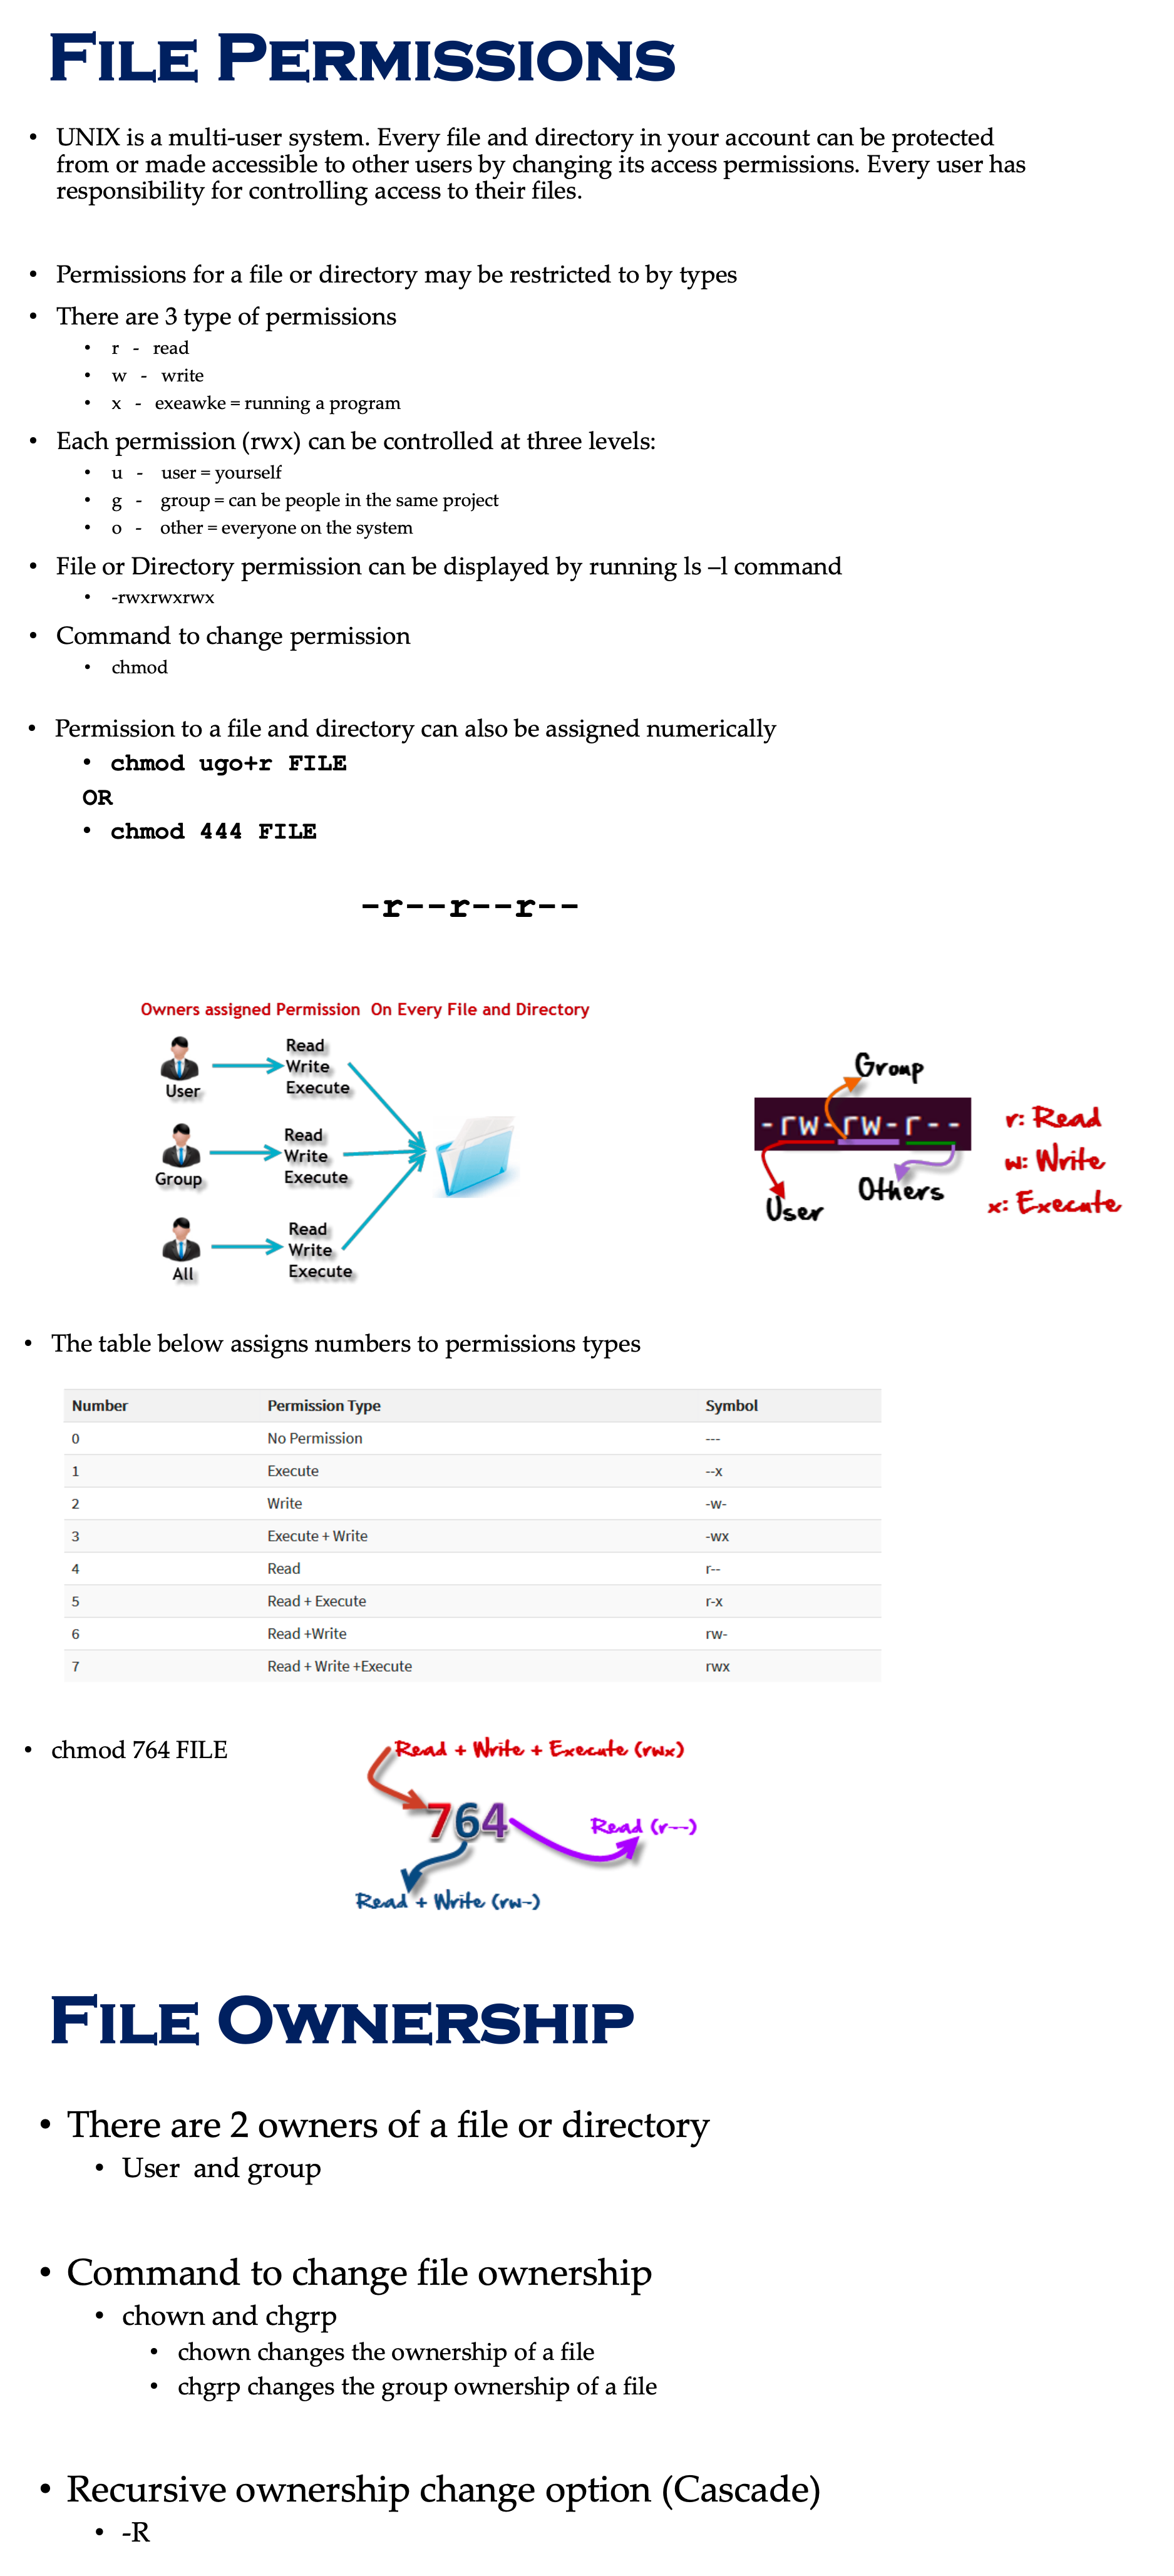 File Permissions
• UNIX is a multi-user system. Every file and directory in your account can be protected
from or made accessible to other users by changing its access permissions. Every user has
responsibility for controlling access to their files.
• Permissions for a file or directory may be restricted to by types
• There are 3 type of permissions
• r - read
• w - write
• x - exeawke = running a program
• Each permission (rwx) can be controlled at three levels:
• u - user = yourself
• g - group = can be people in the same project
• o - other = everyone on the system
• File or Directory permission can be displayed by running ls –l command
• -rwxrwxrwx
• Command to change permission
• chmod
• Permission to a file and directory can also be assigned numerically
• chmod ugo+r FILE
OR
• chmod 444 FILE
-r--r--r--
Owners assigned Permission On Every File and Directory
User
Read
Write
Execute
Group
Read
Write
Execute
All
Read
Write
Execute
Group
-rw-rw-r--
User
Others
r: Read
w: Write
x: Execute
• The table below assigns numbers to permissions types
Number Permission Type Symbol
0 No Permission ---
1 Execute --x
2 Write -w-
3 Execute + Write -wx
4 Read r--
5 Read + Execute r-x
6 Read +Write rw-
7 Read + Write +Execute rwx
• chmod 764 FILE
Read + Write + Execute (rwx)
764
Read (r--)
Read + Write (rw-)
File Ownership
• There are 2 owners of a file or directory
• User and group
• Command to change file ownership
• chown and chgrp
• chown changes the ownership of a file
• chgrp changes the group ownership of a file
• Recursive ownership change option (Cascade)
• -R